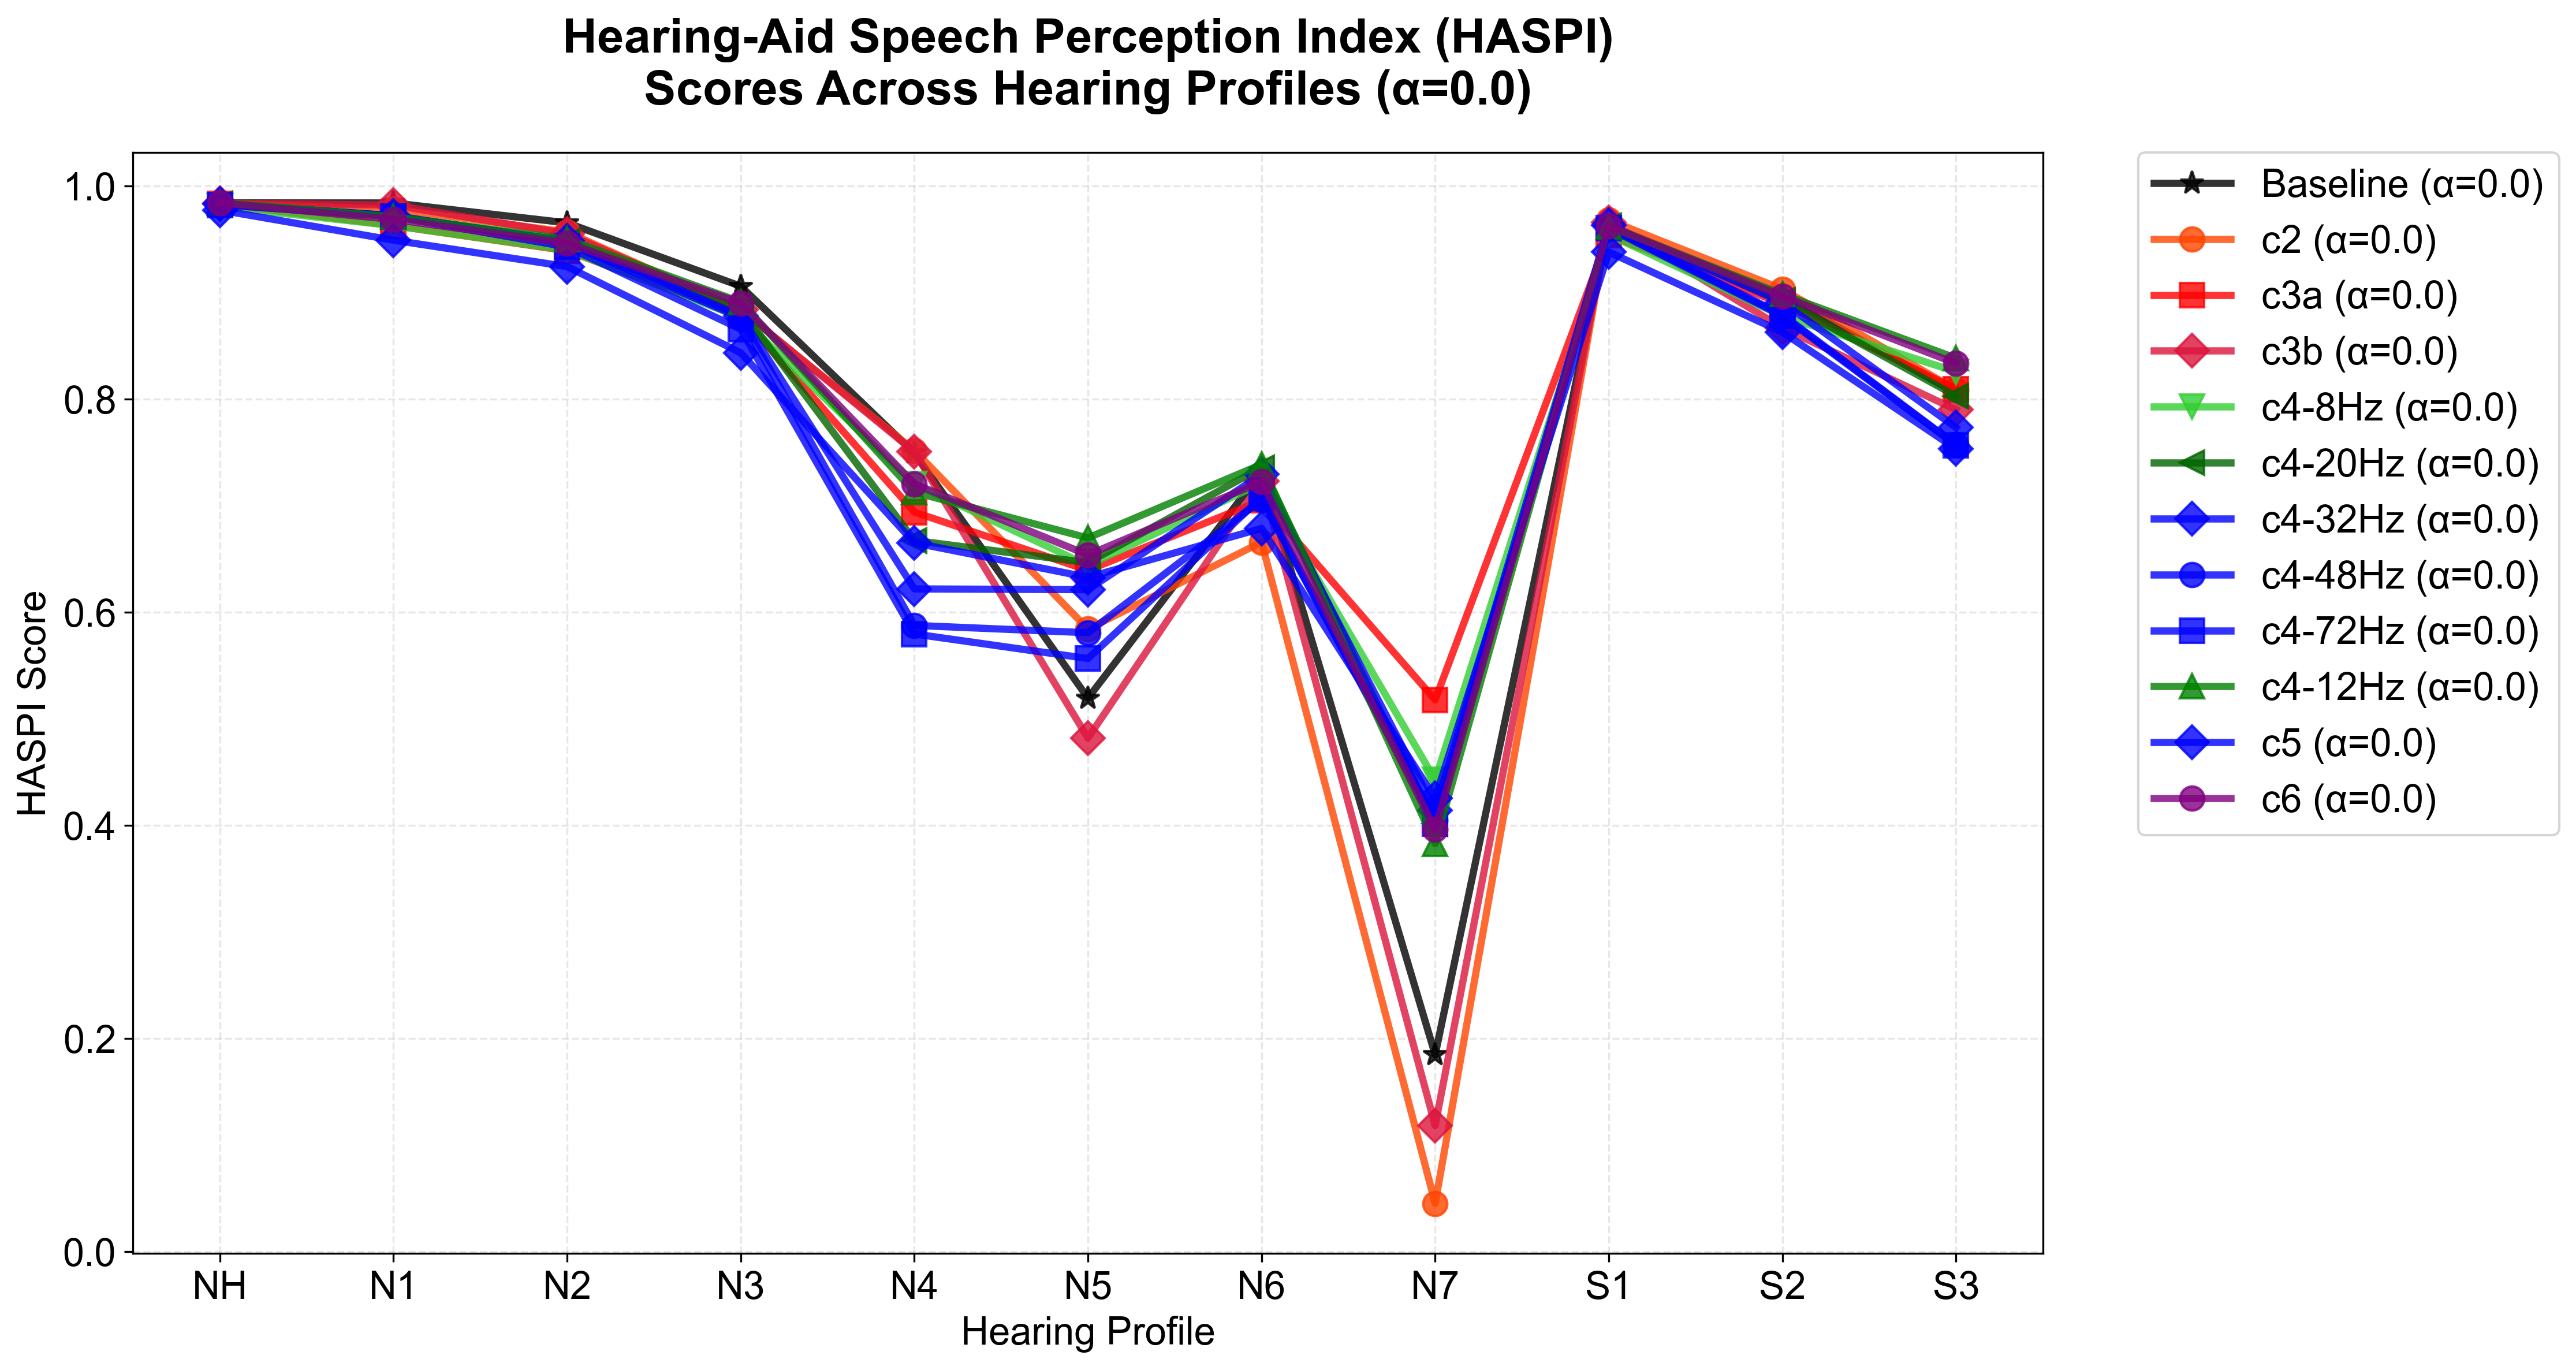 Hearing-Aid Speech Perception Index (HASPI)
Scores Across Hearing Profiles (α=0.0)
HASPI Score
1.0
0.8
0.6
0.4
0.2
0.0
NH
N1
N2
N3
N4
N5
N6
N7
S1
S2
S3
Hearing Profile
Baseline (α=0.0)
c2 (α=0.0)
c3a (α=0.0)
c3b (α=0.0)
c4-8Hz (α=0.0)
c4-20Hz (α=0.0)
c4-32Hz (α=0.0)
c4-48Hz (α=0.0)
c4-72Hz (α=0.0)
c4-12Hz (α=0.0)
c5 (α=0.0)
c6 (α=0.0)